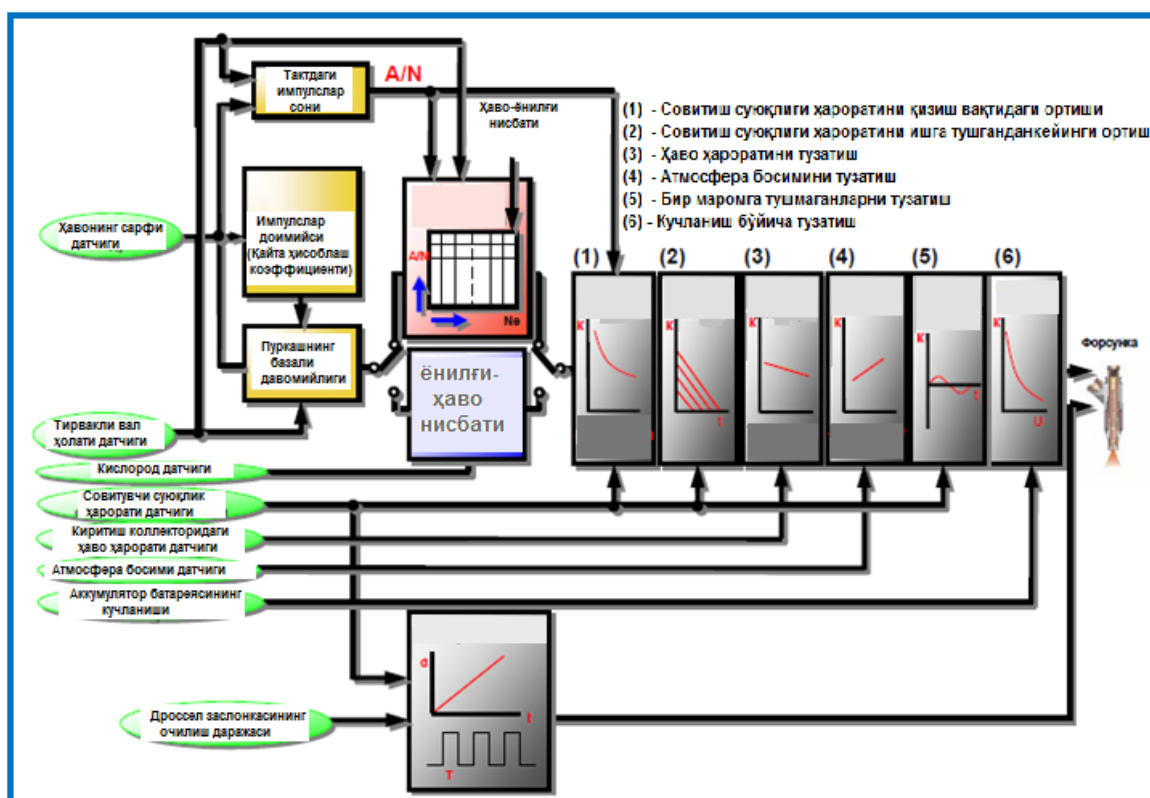 Тактдаги
импулслар
сони
A/N
Ҳаво-ёнилғи
нисбати
(1) - Совитиш суюқлиги ҳароратини қизиш вақтидаги ортиши
(2) - Совитиш суюқлиги ҳароратини ишга тушганданкейинги ортиш
(3) - Ҳаво ҳароратини тузатиш
(4) - Атмосфера босимини тузатиш
(5) - Бир маромга тушмаганларни тузатиш
(6) - Кучланиш бўйича тузатиш
Ҳавонинг сарфи
датчиги
Импулслар
доимийси
(Қайта ҳисоблаш
коэффициенти)
A/N
Ne
(1)
(2)
(3)
(4)
(5)
(6)
K
K
t
K
K
K
t
K
U
Форсунка
Пуркашнинг
базали
давомийлиги
ёнилғи-
ҳаво
нисбати
Тирвакли вал
ҳолати датчиги
Кислород датчиги
Совитувчи суюқлик
ҳарорати датчиги
Киритиш коллекторидаги
ҳаво ҳарорати датчиги
Атмосфера босими датчиги
Аккумулятор батареясининг
кучланиши
d
t
T
Дроссел заслонкасининг
очилиш даражаси